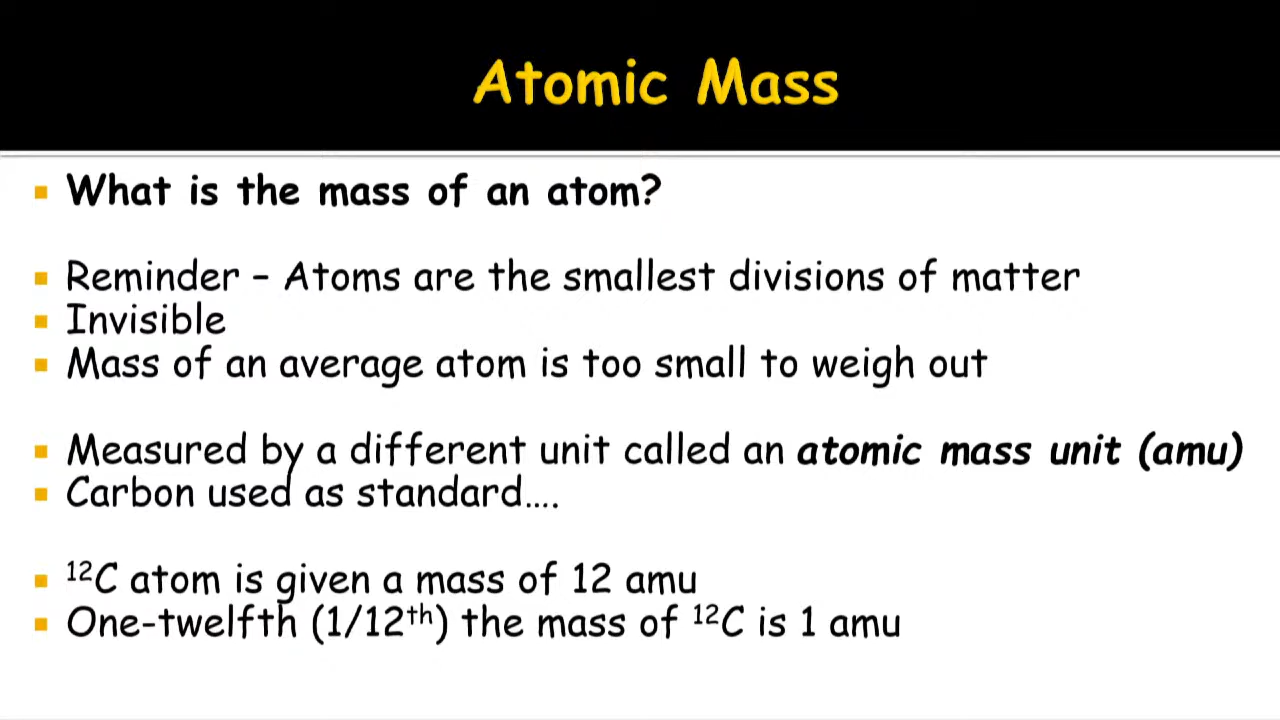 Atomic Mass
What is the mass of an atom?
Reminder – Atoms are the smallest divisions of matter
Invisible
Mass of an average atom is too small to weigh out
Measured by a different unit called an atomic mass unit (amu)
Carbon used as standard….
¹²C atom is given a mass of 12 amu
One-twelfth (1/12ᵗʰ) the mass of ¹²C is 1 amu